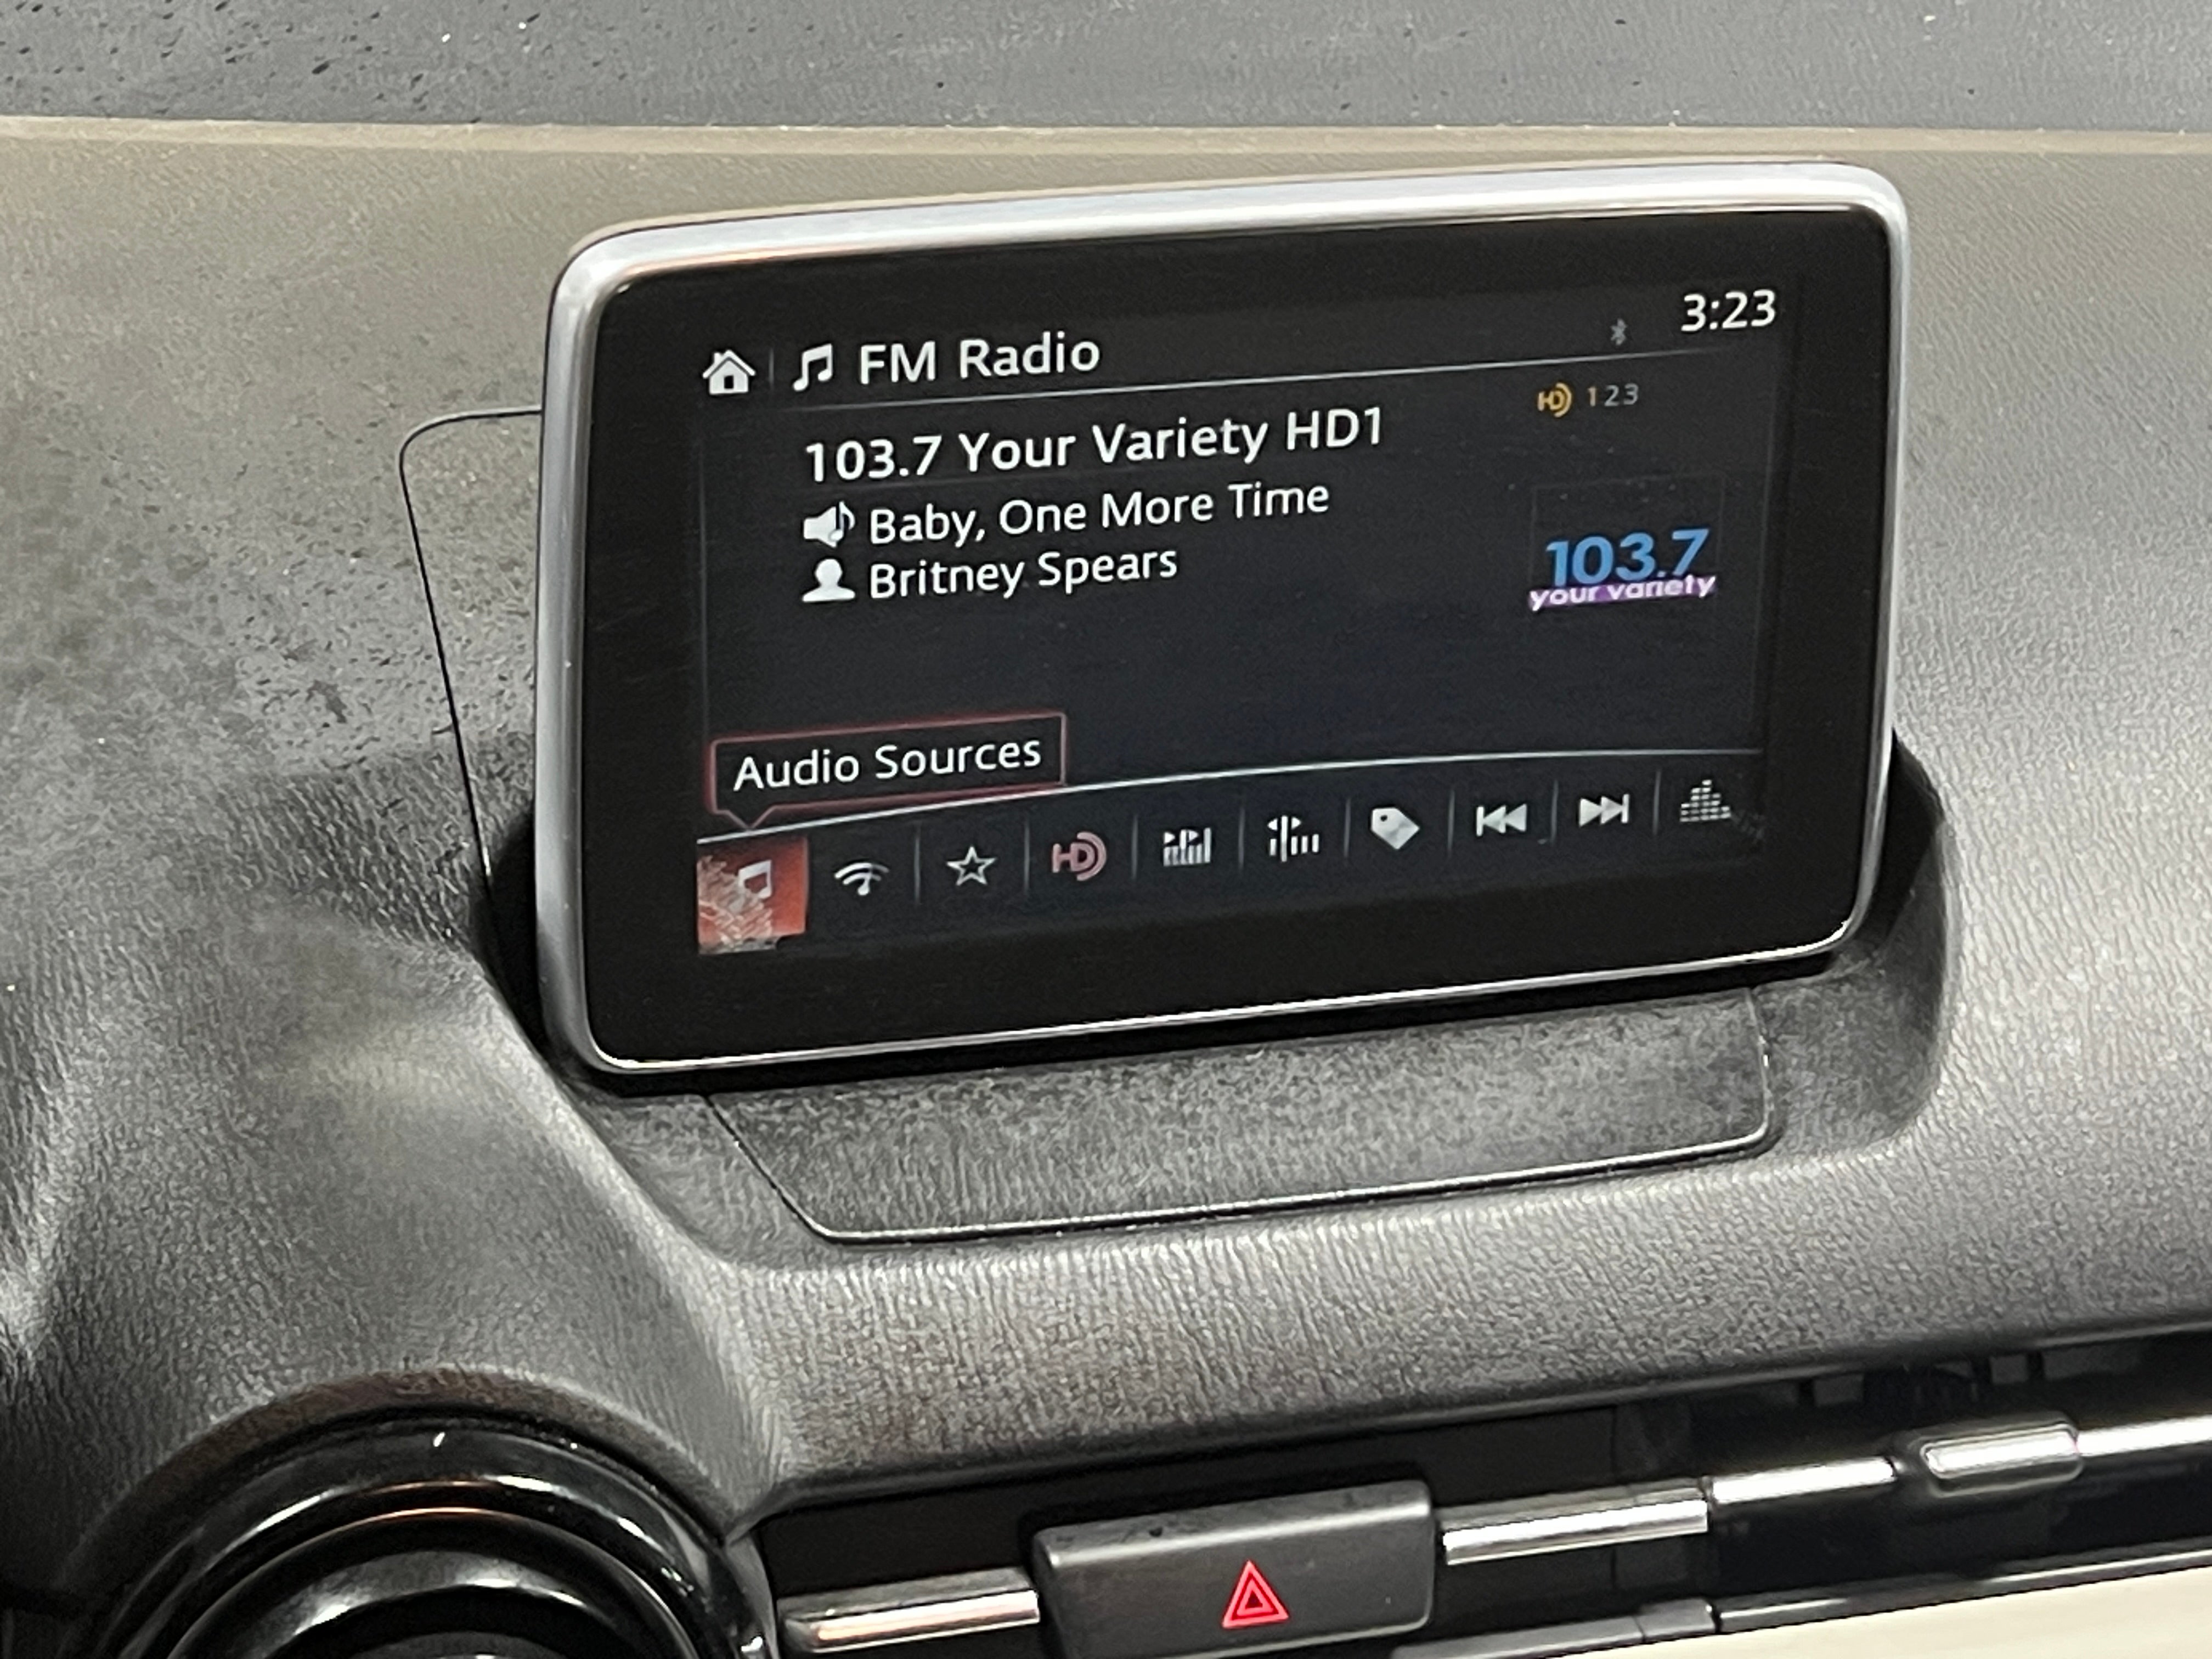 3:23
FM Radio
HD 123
103.7 Your Variety HD1
Baby, One More Time
Britney Spears
103.7
your variety
Audio Sources
HD